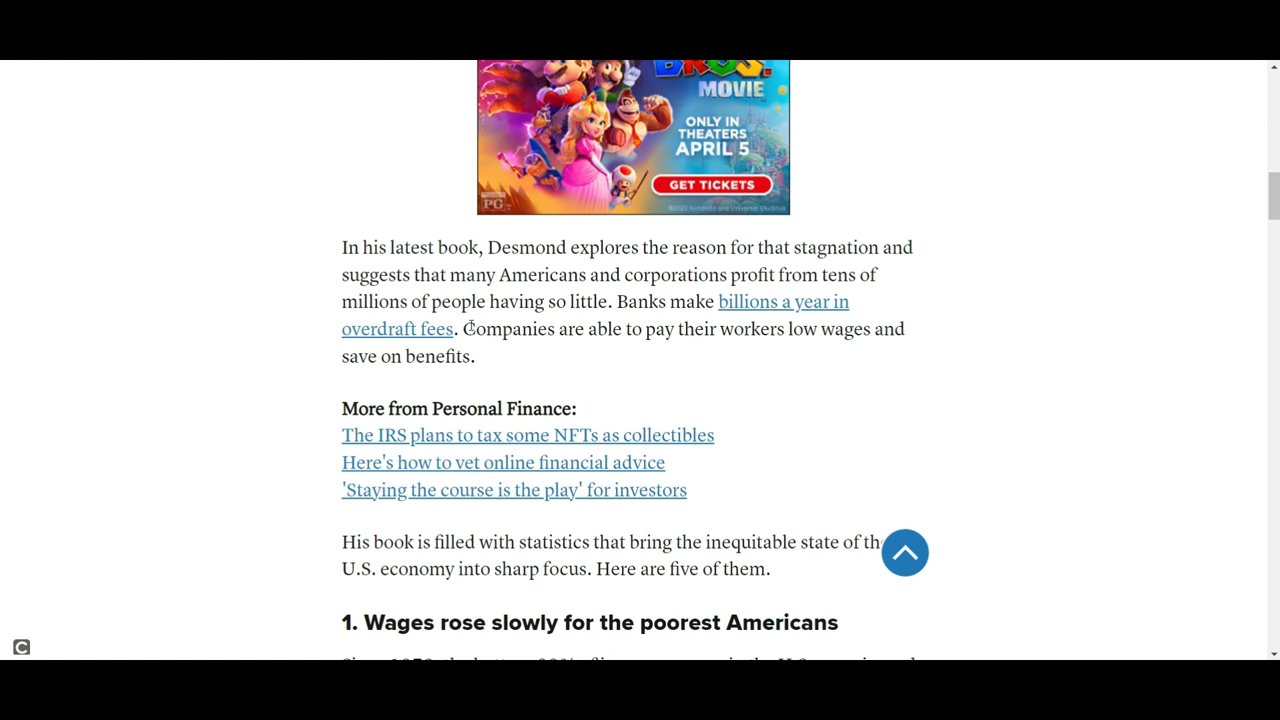 BROS.
MOVIE
ONLY IN
THEATERS
APRIL 5
GET TICKETS
PG
In his latest book, Desmond explores the reason for that stagnation and
suggests that many Americans and corporations profit from tens of
millions of people having so little. Banks make billions a year in
overdraft fees. Companies are able to pay their workers low wages and
save on benefits.
More from Personal Finance:
The IRS plans to tax some NFTs as collectibles
Here's how to vet online financial advice
'Staying the course is the play' for investors
His book is filled with statistics that bring the inequitable state of the
U.S. economy into sharp focus. Here are five of them.
1. Wages rose slowly for the poorest Americans
C